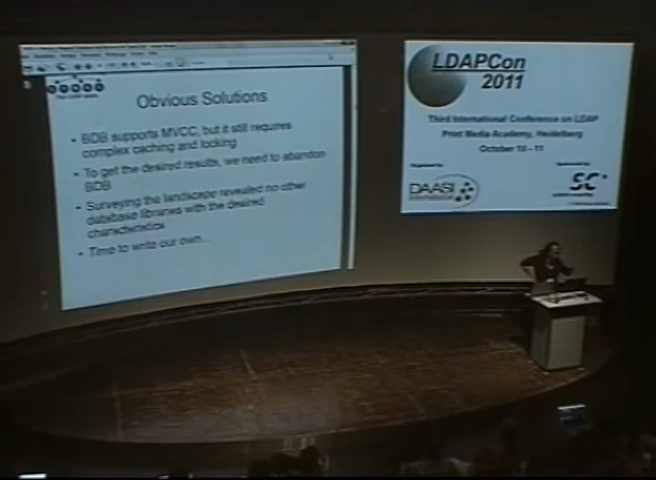 Obvious Solutions
• BDB supports MVCC, but it still requires
complex caching and locking
• To get the desired results, we need to abandon
BDB
• Surveying the landscape revealed no other
database libraries with the desired
characteristics
• Time to write our own...
LDAPCon
2011
Third International Conference on LDAP
Print Media Academy, Heidelberg
October 10 - 11
DAASI
International